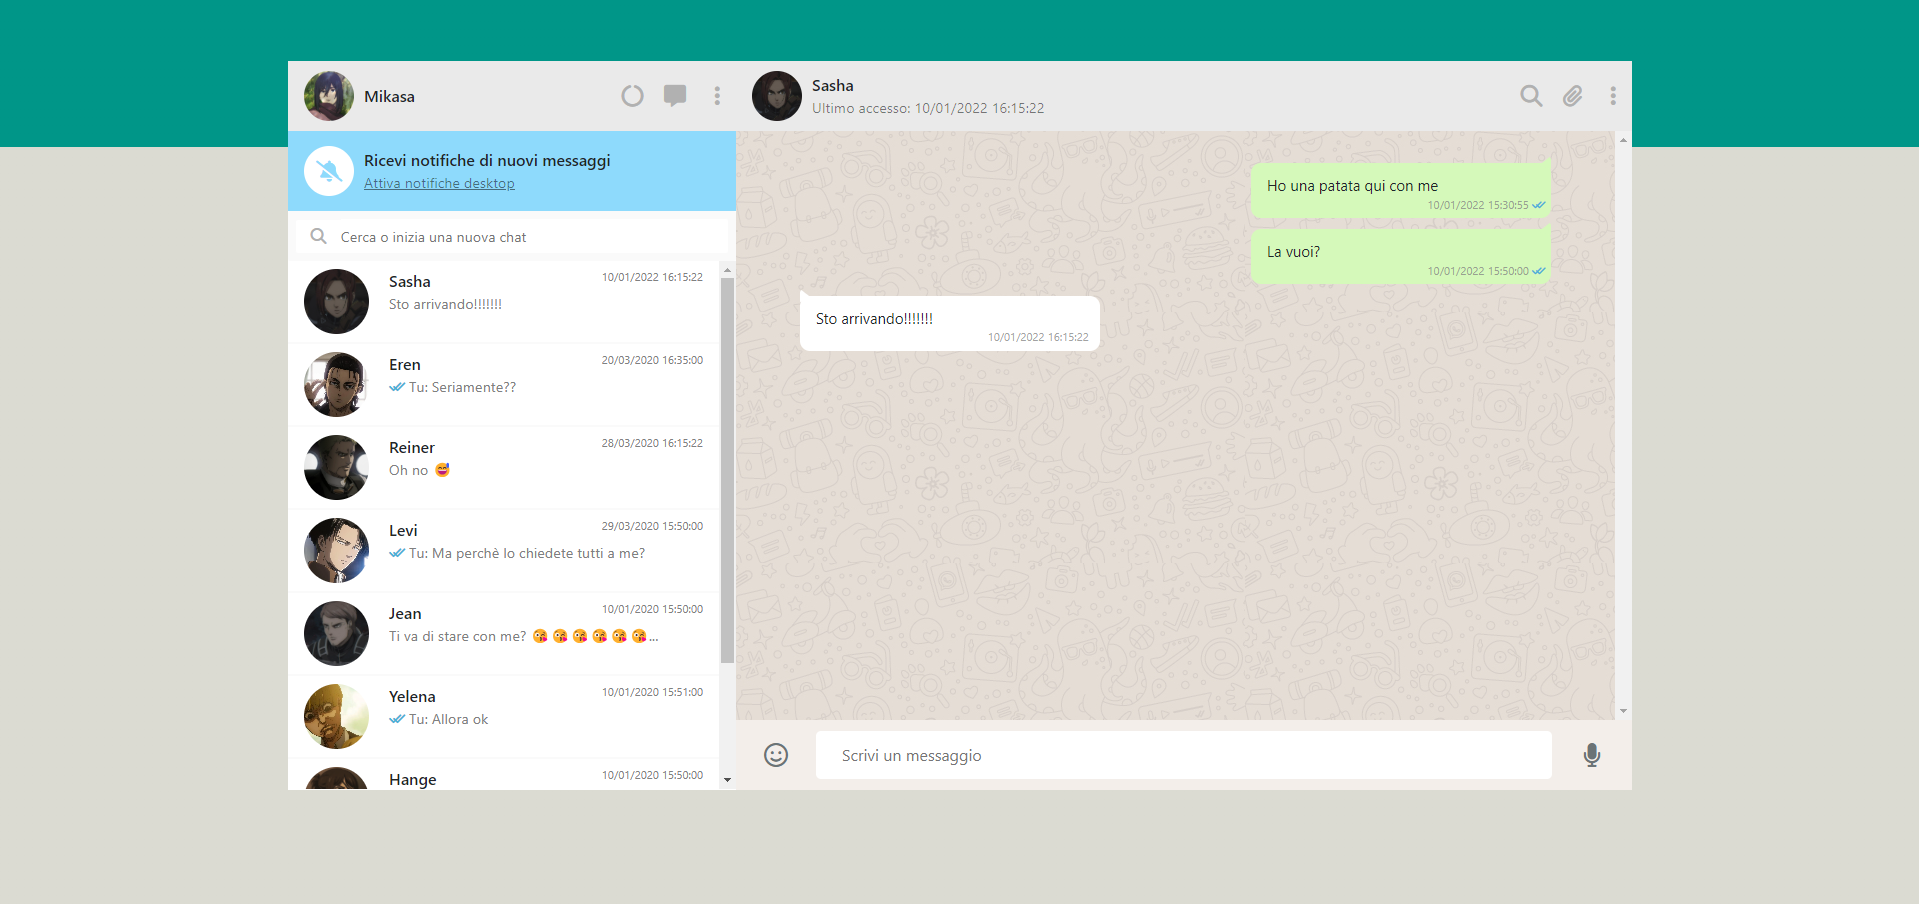 Mikasa
Ricevi notifiche di nuovi messaggi
Attiva notifiche desktop
Cerca o inizia una nuova chat
Sasha 10/01/2022 16:15:22
Sto arrivando!!!!!!!
Eren 20/03/2020 16:35:00
Tu: Seriamente??
Reiner 28/03/2020 16:15:22
Oh no 😅
Levi 29/03/2020 15:50:00
Tu: Ma perchè lo chiedete tutti a me?
Jean 10/01/2020 15:50:00
Ti va di stare con me? 😘😘😘😘😘😘...
Yelena 10/01/2020 15:51:00
Tu: Allora ok
Hange 10/01/2020 15:50:00
Sasha
Ultimo accesso: 10/01/2022 16:15:22
Ho una patata qui con me
10/01/2022 15:30:55
La vuoi?
10/01/2022 15:50:00
Sto arrivando!!!!!!!
10/01/2022 16:15:22
Scrivi un messaggio